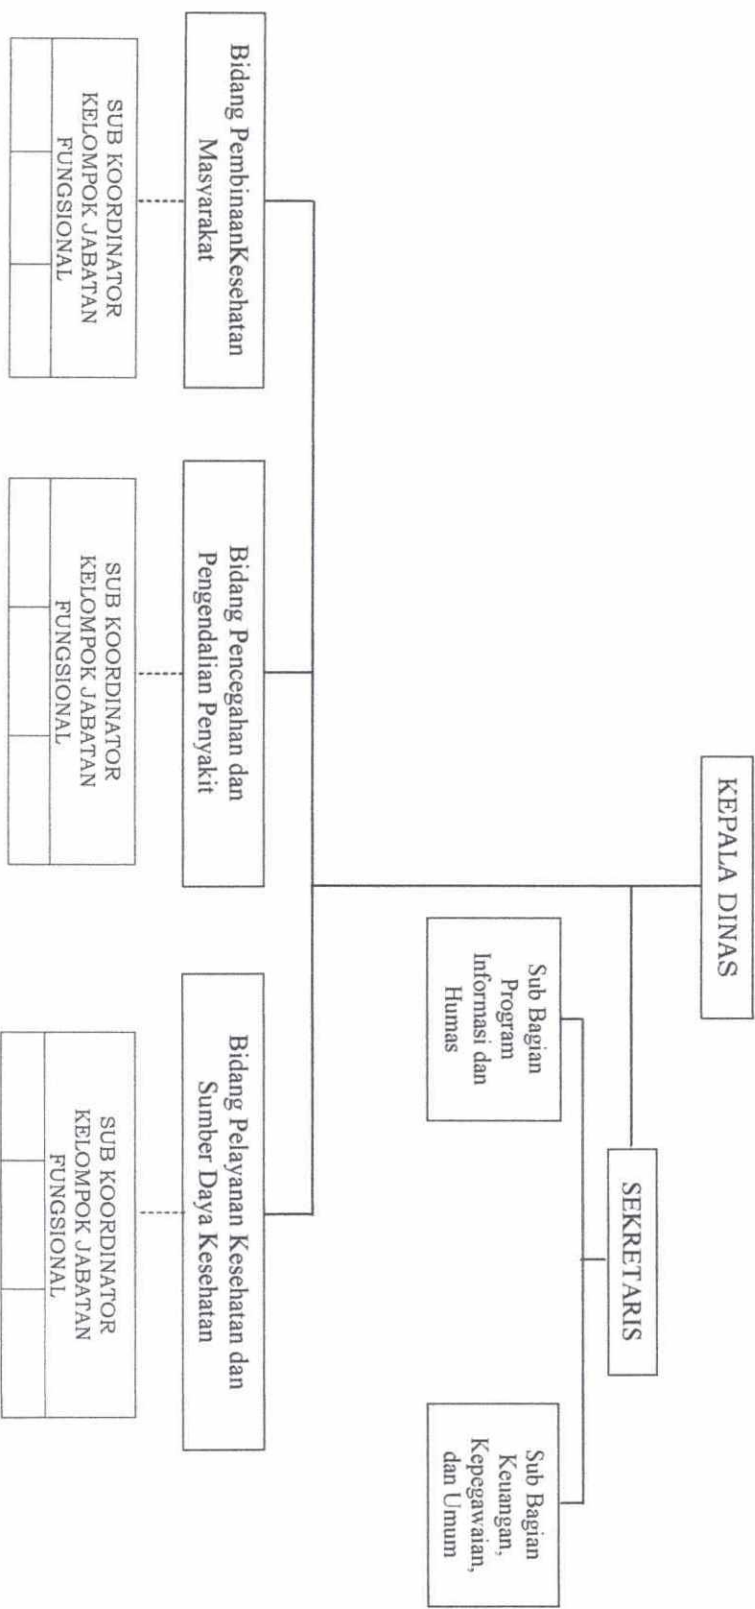 KEPALA DINAS
SEKRETARIS
Sub Bagian
Program
Informasi dan
Humas
Sub Bagian
Keuangan,
Kepegawaian,
dan Umum
Bidang PembinaanKesehatan
Masyarakat
Bidang Pencegahan dan
Pengendalian Penyakit
Bidang Pelayanan Kesehatan dan
Sumber Daya Kesehatan
SUB KOORDINATOR
KELOMPOK JABATAN
FUNGSIONAL
SUB KOORDINATOR
KELOMPOK JABATAN
FUNGSIONAL
SUB KOORDINATOR
KELOMPOK JABATAN
FUNGSIONAL